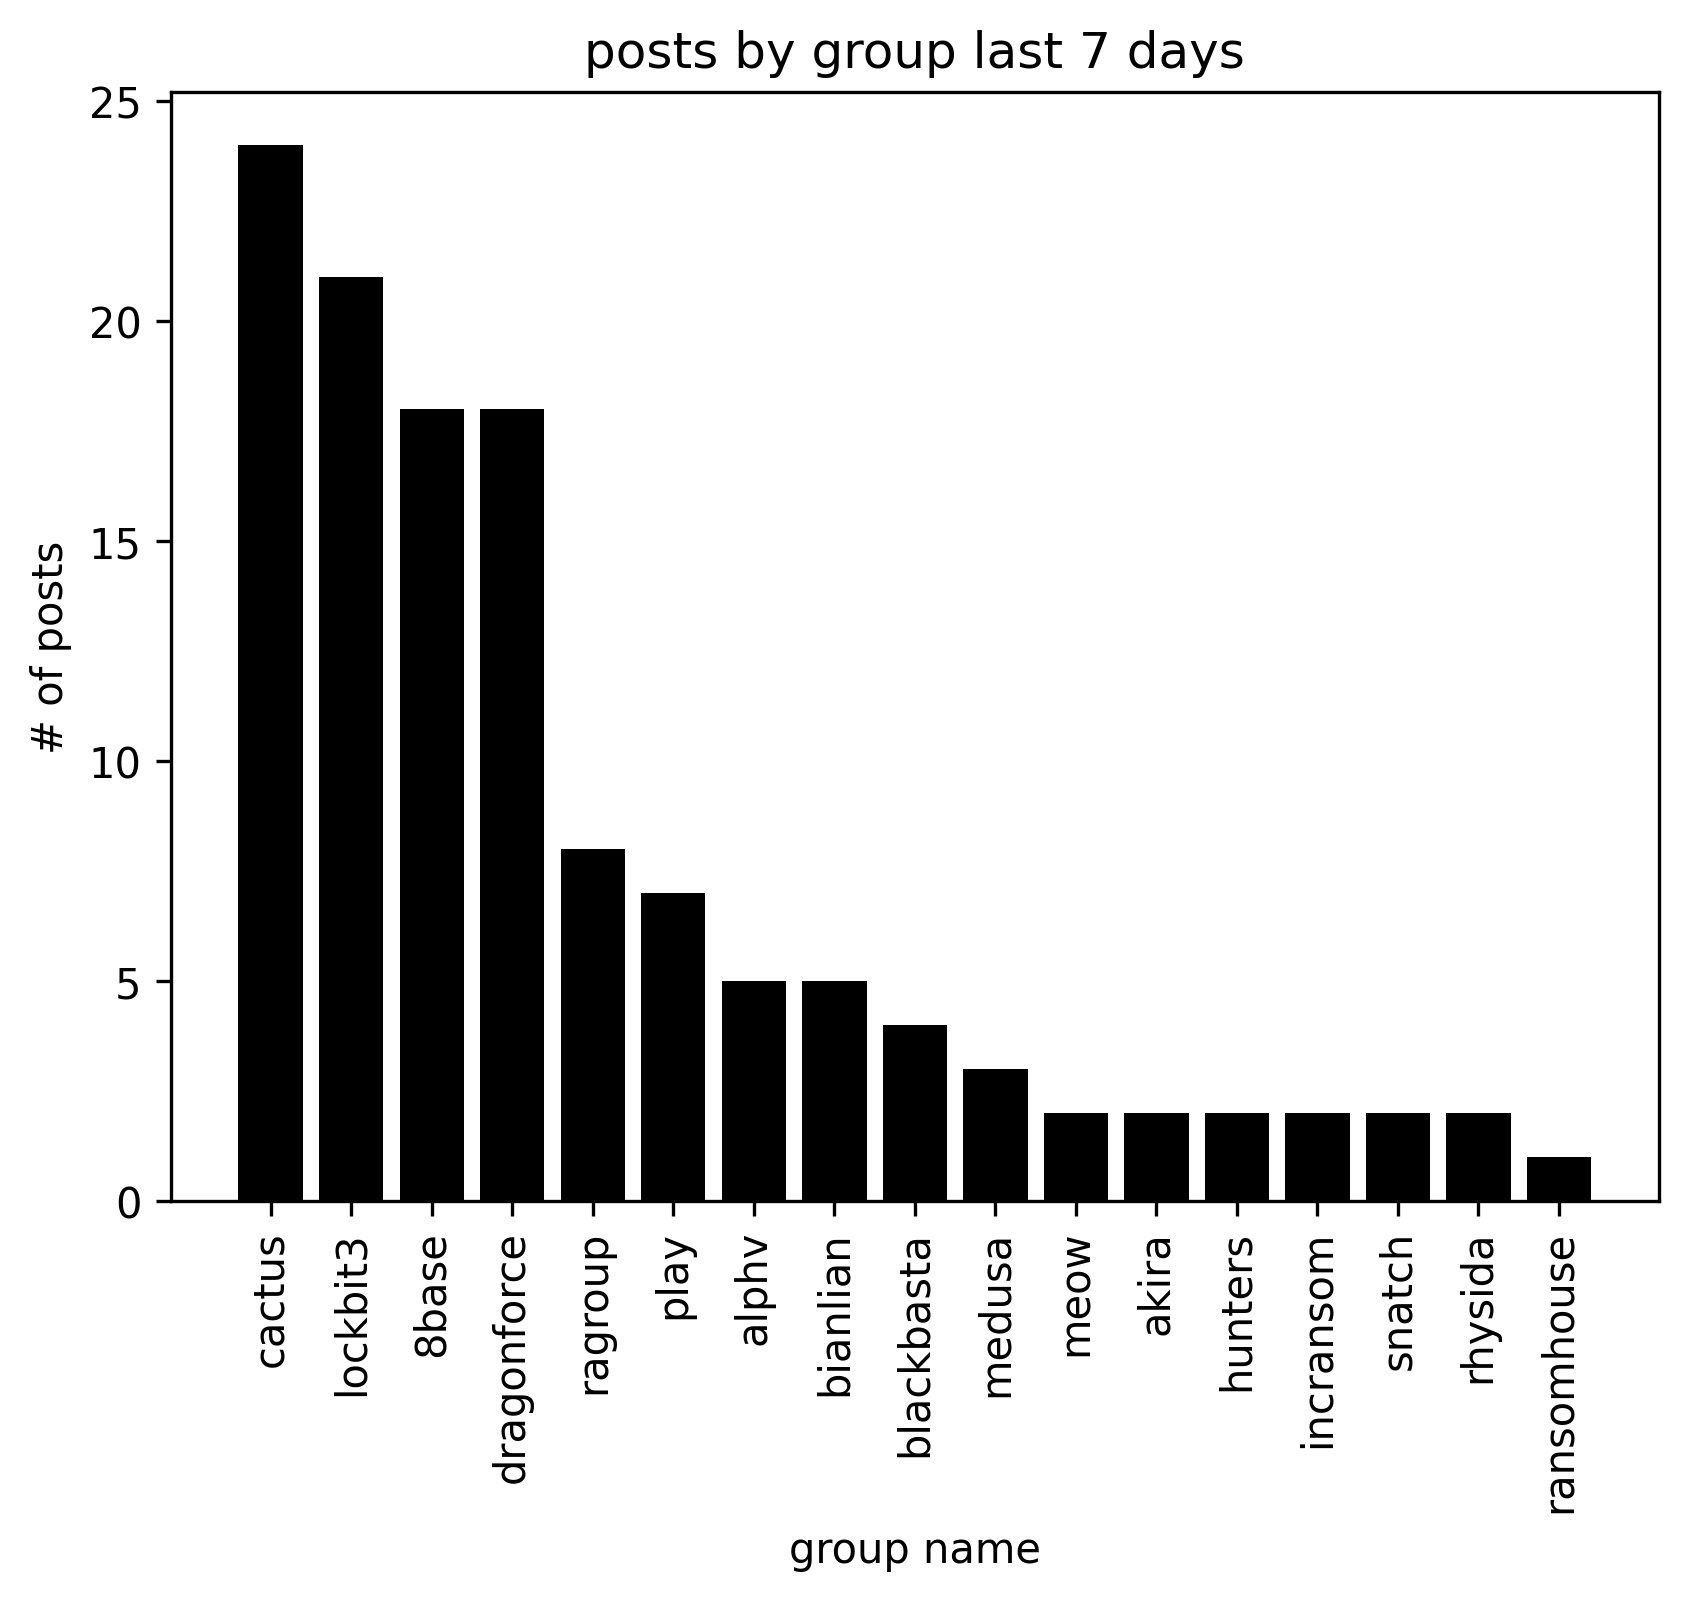 posts by group last 7 days
25
20
15
10
5
0
# of posts
cactus
lockbit3
8base
dragonforce
ragroup
play
alphv
bianlian
blackbasta
medusa
meow
akira
hunters
incransom
snatch
rhysida
ransomhouse
group name